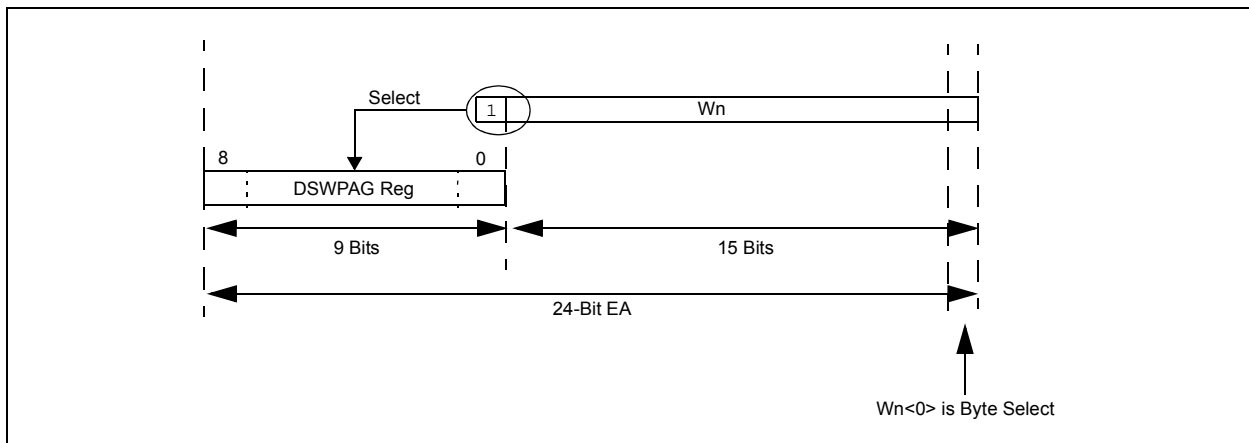 Select
1
Wn
8
0
DSWPAG Reg
9 Bits
15 Bits
24-Bit EA
Wn<0> is Byte Select